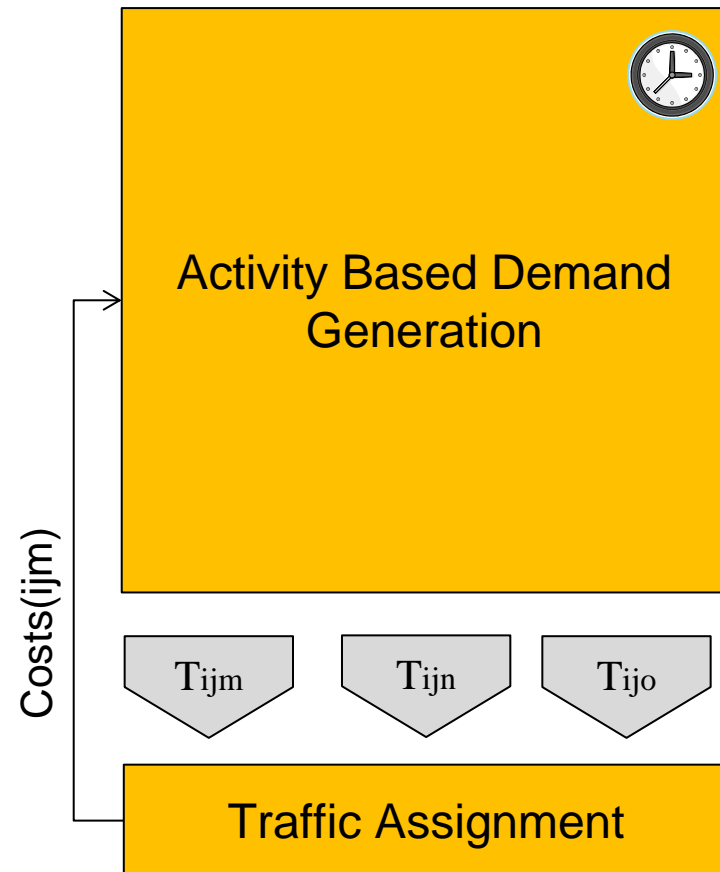 Activity Based Demand
Generation
Costs(ijm)
Tijm
Tijn
Tijo
Traffic Assignment